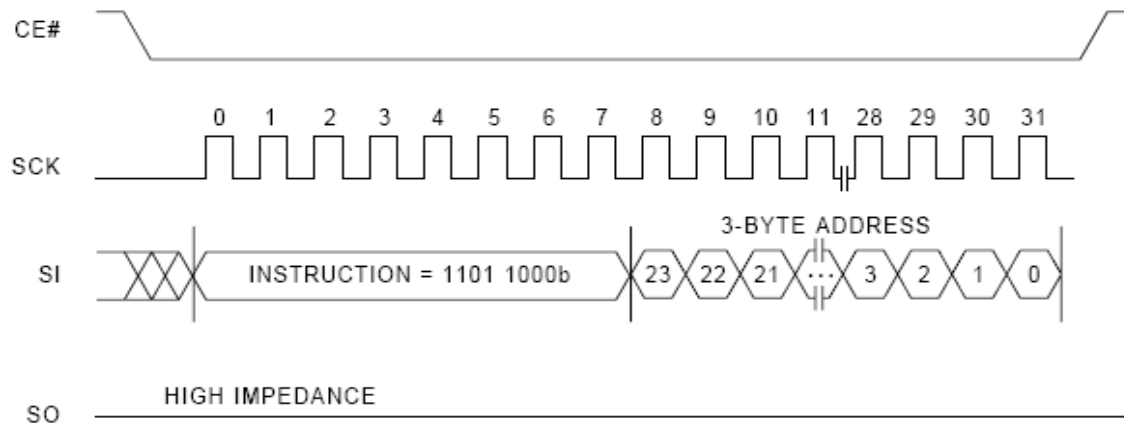 CE#
0 1 2 3 4 5 6 7 8 9 10 11 28 29 30 31
SCK
3-BYTE ADDRESS
SI INSTRUCTION = 1101 1000b 23 22 21 ... 3 2 1 0
HIGH IMPEDANCE
SO